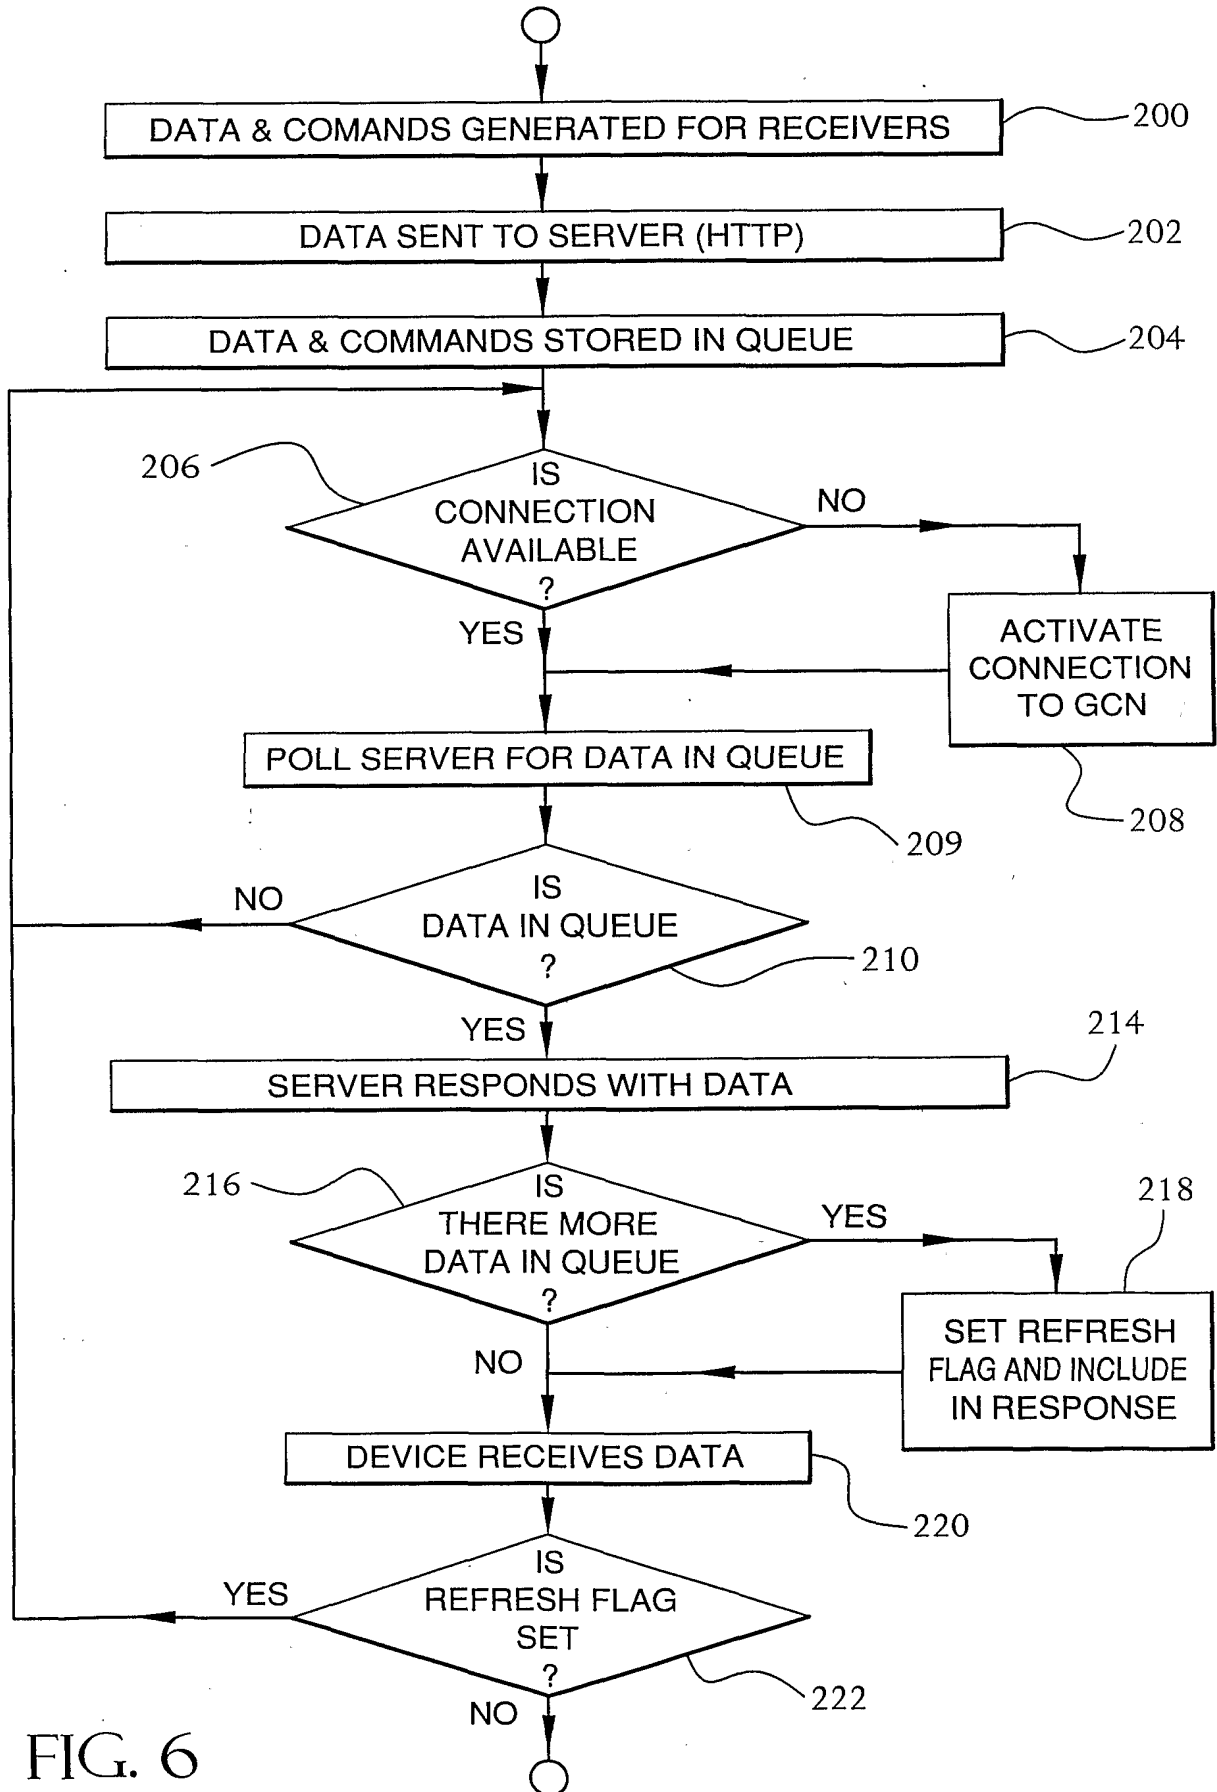 DATA & COMANDS GENERATED FOR RECEIVERS
200
DATA SENT TO SERVER (HTTP)
202
DATA & COMMANDS STORED IN QUEUE
204
206
IS
CONNECTION
AVAILABLE
?
NO
YES
ACTIVATE
CONNECTION
TO GCN
208
POLL SERVER FOR DATA IN QUEUE
209
IS
DATA IN QUEUE
?
NO
210
YES
SERVER RESPONDS WITH DATA
214
216
IS
THERE MORE
DATA IN QUEUE
?
YES
218
SET REFRESH
FLAG AND INCLUDE
IN RESPONSE
NO
DEVICE RECEIVES DATA
220
IS
REFRESH FLAG
SET
?
YES
222
NO
FIG. 6